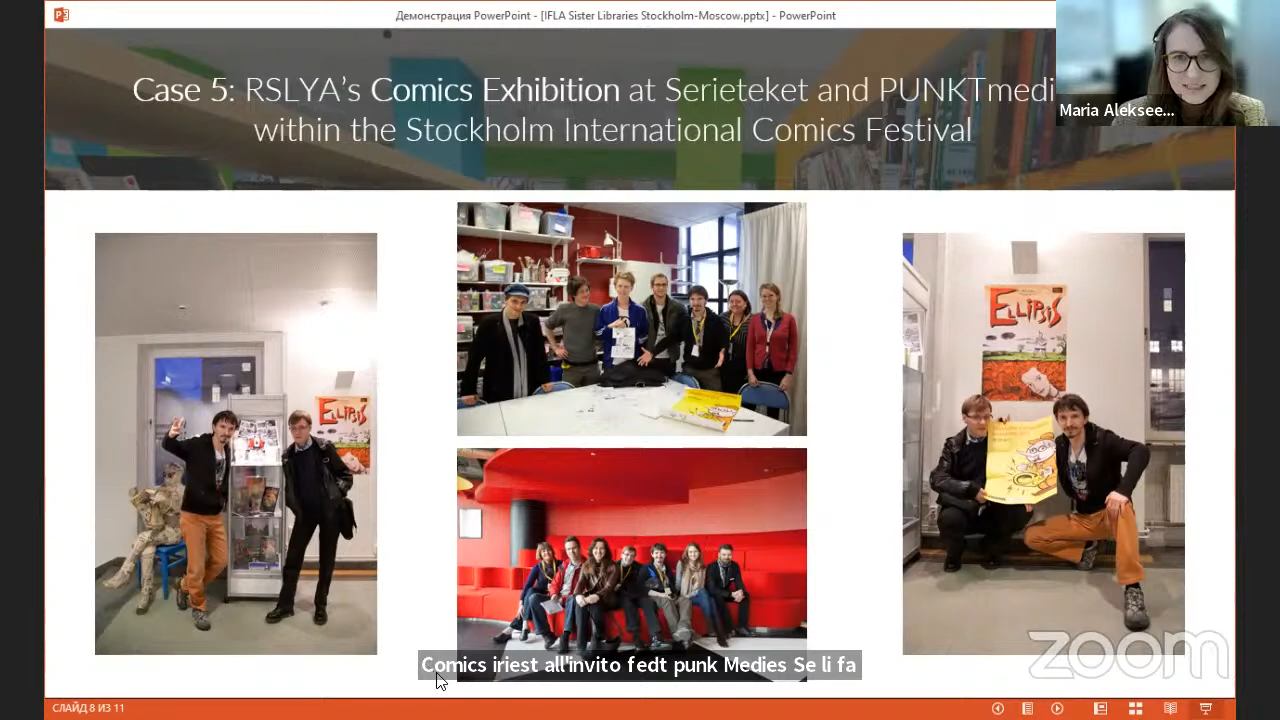 Демонстрация PowerPoint - [IFLA Sister Libraries Stockholm-Moscow.pptx] - PowerPoint
Case 5: RSLYA’s Comics Exhibition at Serieteket and PUNKTmedi
within the Stockholm International Comics Festival
Maria Aleksee...
ELLIPSIS
ELLIPSIS
Comics iriest all'invito fedt punk Medies Se li fa
zoom
СЛАЙД 8 ИЗ 11